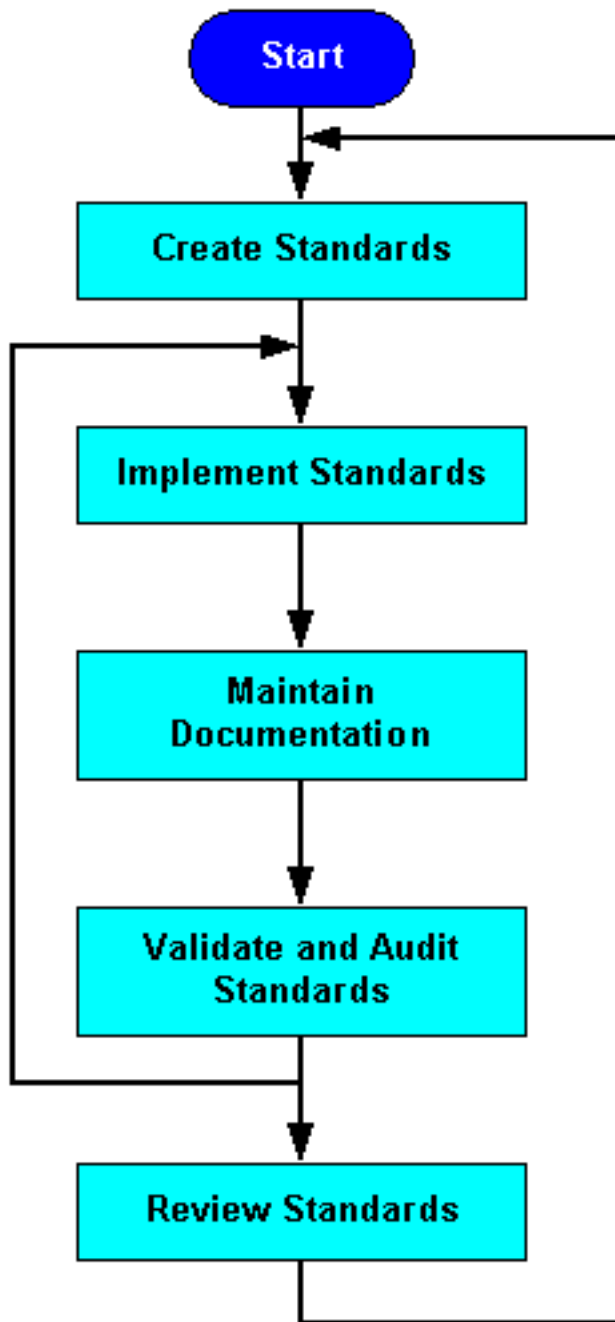 Start
Create Standards
Implement Standards
Maintain
Documentation
Validate and Audit
Standards
Review Standards